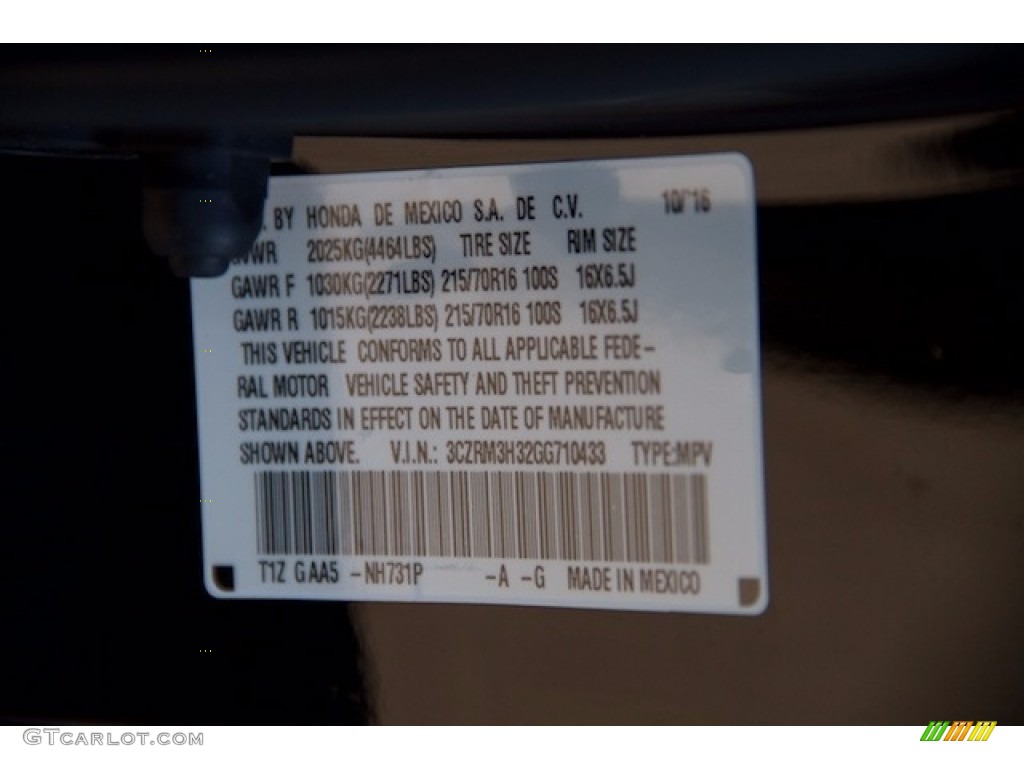 BY HONDA DE MEXICO S.A. DE C.V. 10/16
2025KG(4464LBS) TIRE SIZE RIM SIZE
GAWR F 1030KG(2271LBS) 215/70R16 100S 16X6.5J
GAWR R 1015KG(2238LBS) 215/70R16 100S 16X6.5J
THIS VEHICLE CONFORMS TO ALL APPLICABLE FEDE-
RAL MOTOR VEHICLE SAFETY AND THEFT PREVENTION
STANDARDS IN EFFECT ON THE DATE OF MANUFACTURE
SHOWN ABOVE. V.I.N.: 3CZRM3H32GG710433 TYPE:MPV
T1Z GAA5 -NH731P -A -G MADE IN MEXICO
GTCARLOT.COM